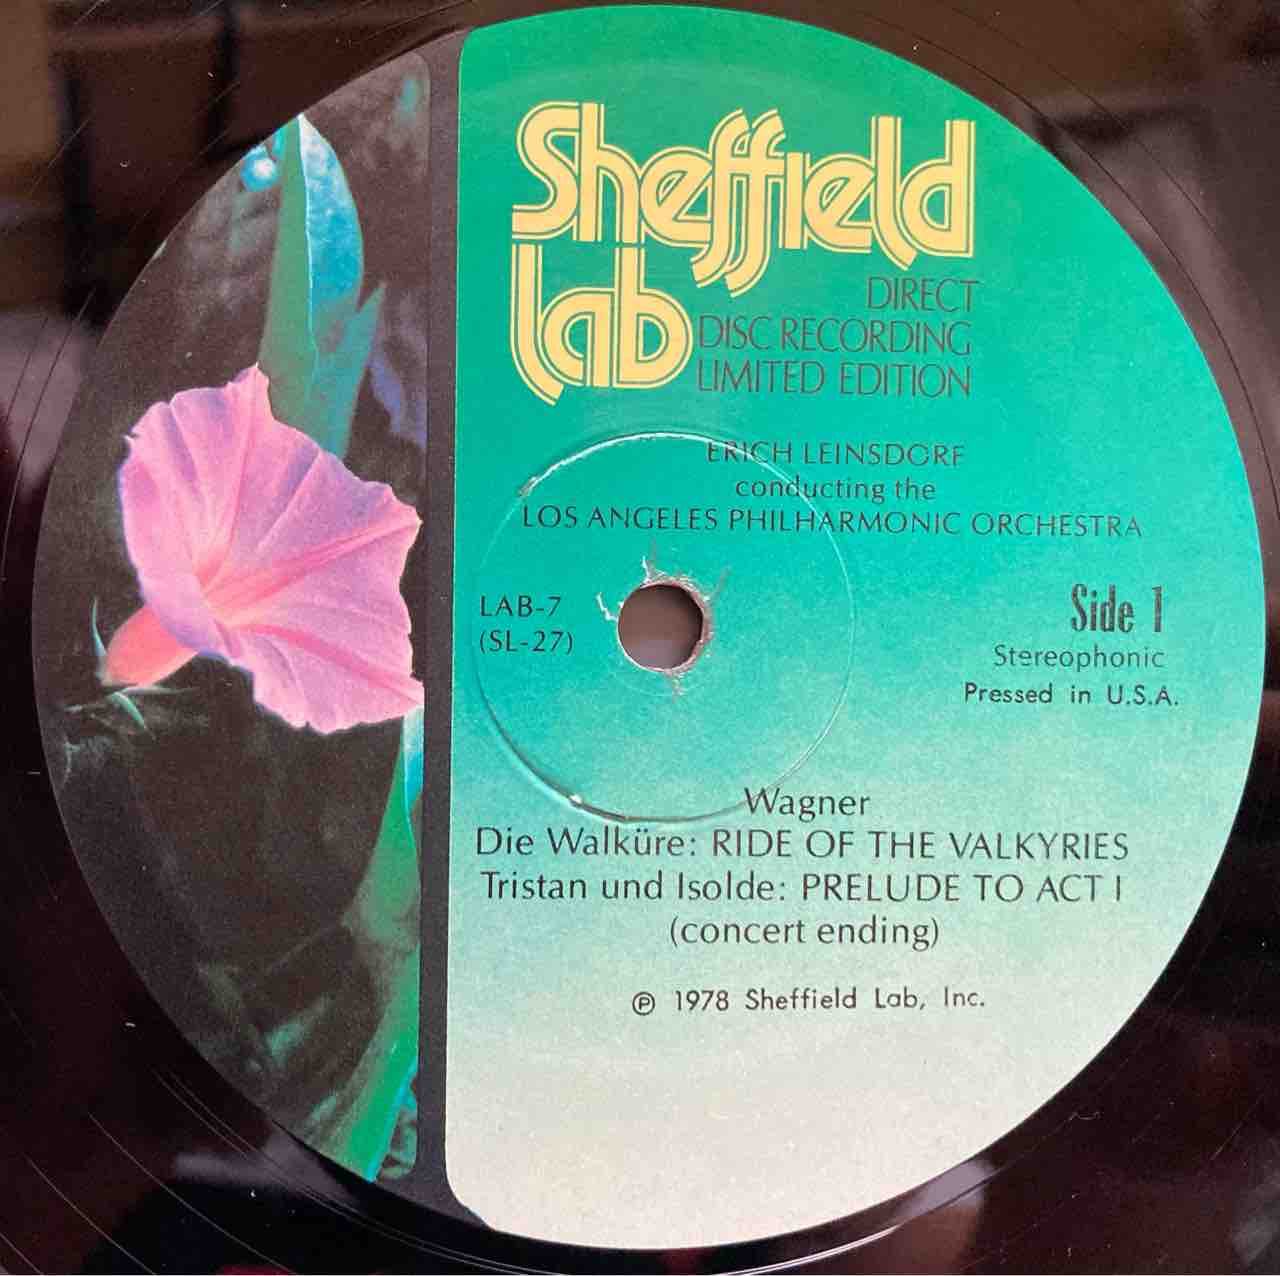 Sheffield
Lab
DIRECT
DISC RECORDING
LIMITED EDITION
ERICH LEINSDORF
conducting the
LOS ANGELES PHILHARMONIC ORCHESTRA
LAB-7
(SL-27)
Side 1
Stereophonic
Pressed in U.S.A.
Wagner
Die Walküre: RIDE OF THE VALKYRIES
Tristan und Isolde: PRELUDE TO ACT I
(concert ending)
℗ 1978 Sheffield Lab, Inc.